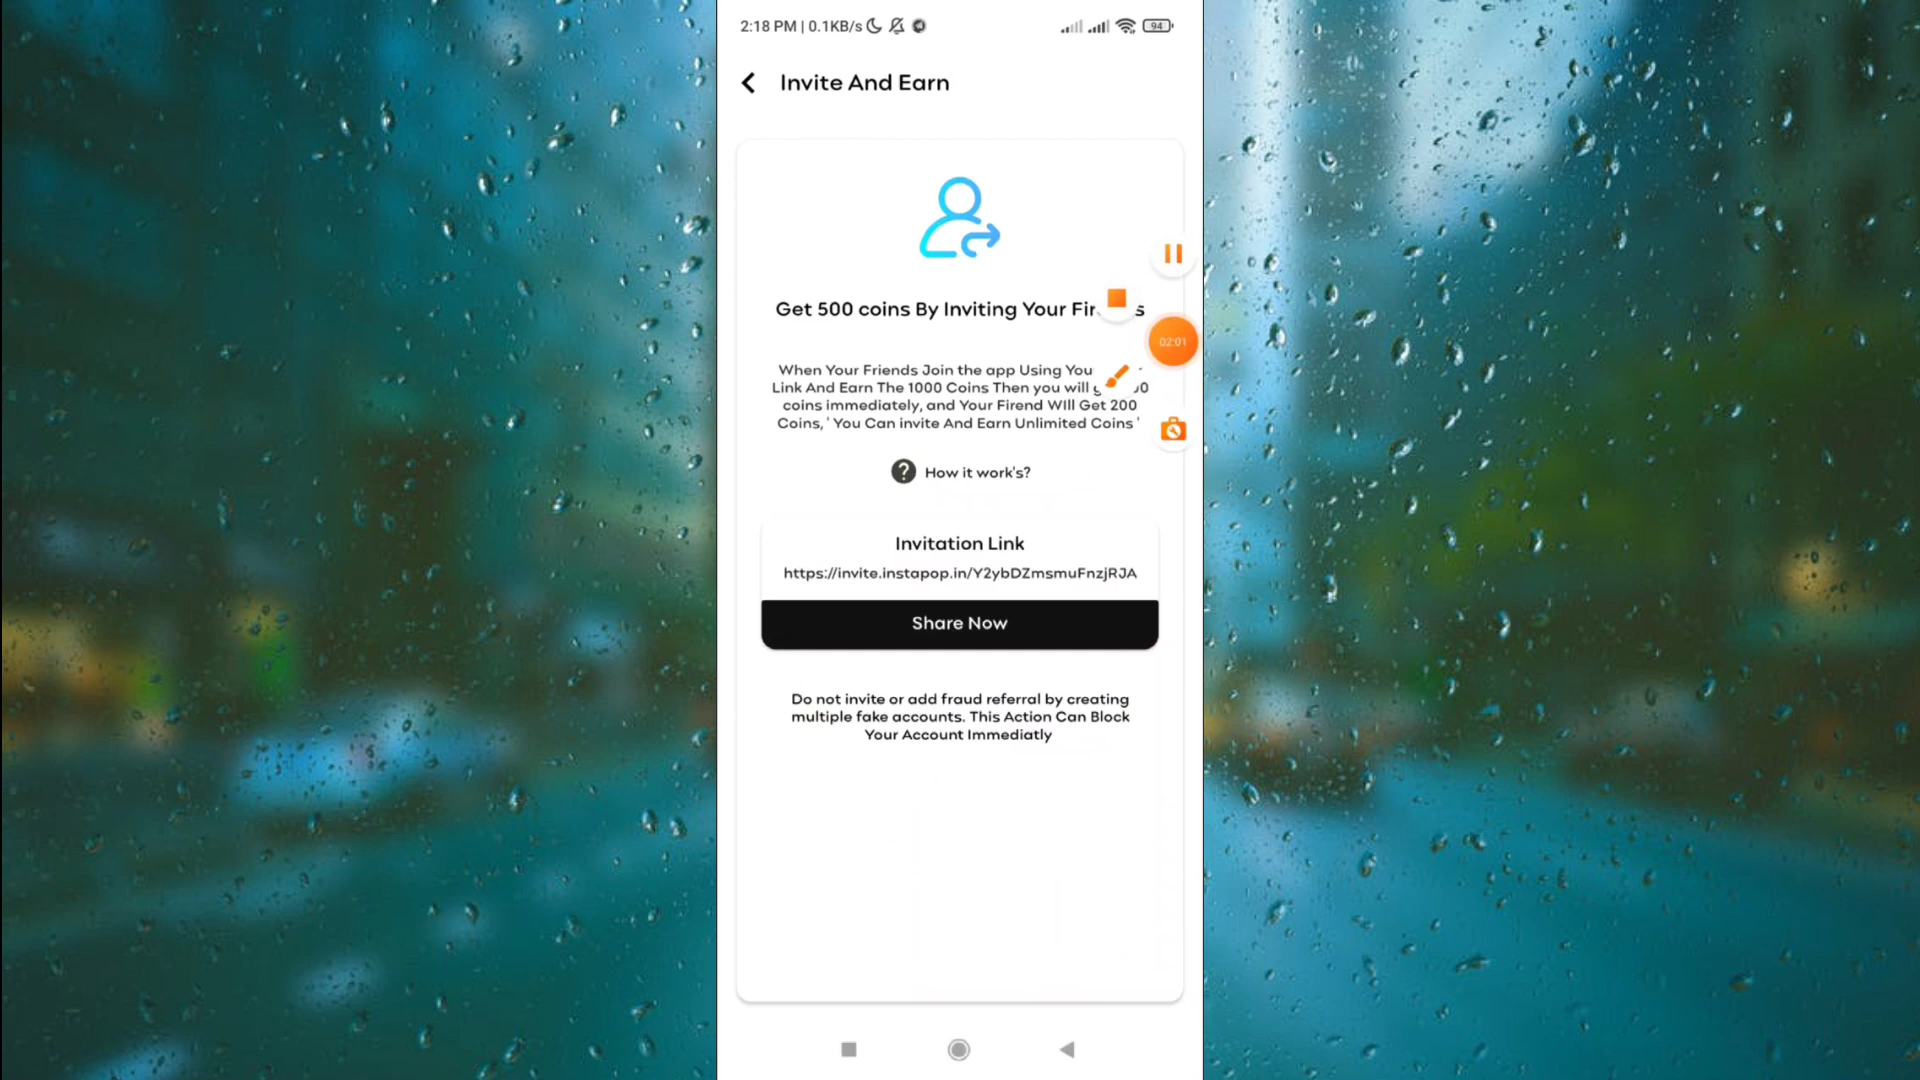 2:18 PM | 0.1KB/s
94
Invite And Earn
Get 500 coins By Inviting Your
02:01
When Your Friends Join the app Using
Link And Earn The 1000 Coins Then you will
coins immediately, and Your Firend WIll Get 200
Coins, ' You Can invite And Earn Unlimited Coins '
? How it work's?
Invitation Link
https://invite.instapop.in/Y2ybDZmsmuFnzjRJA
Share Now
Do not invite or add fraud referral by creating
multiple fake accounts. This Action Can Block
Your Account Immediatly